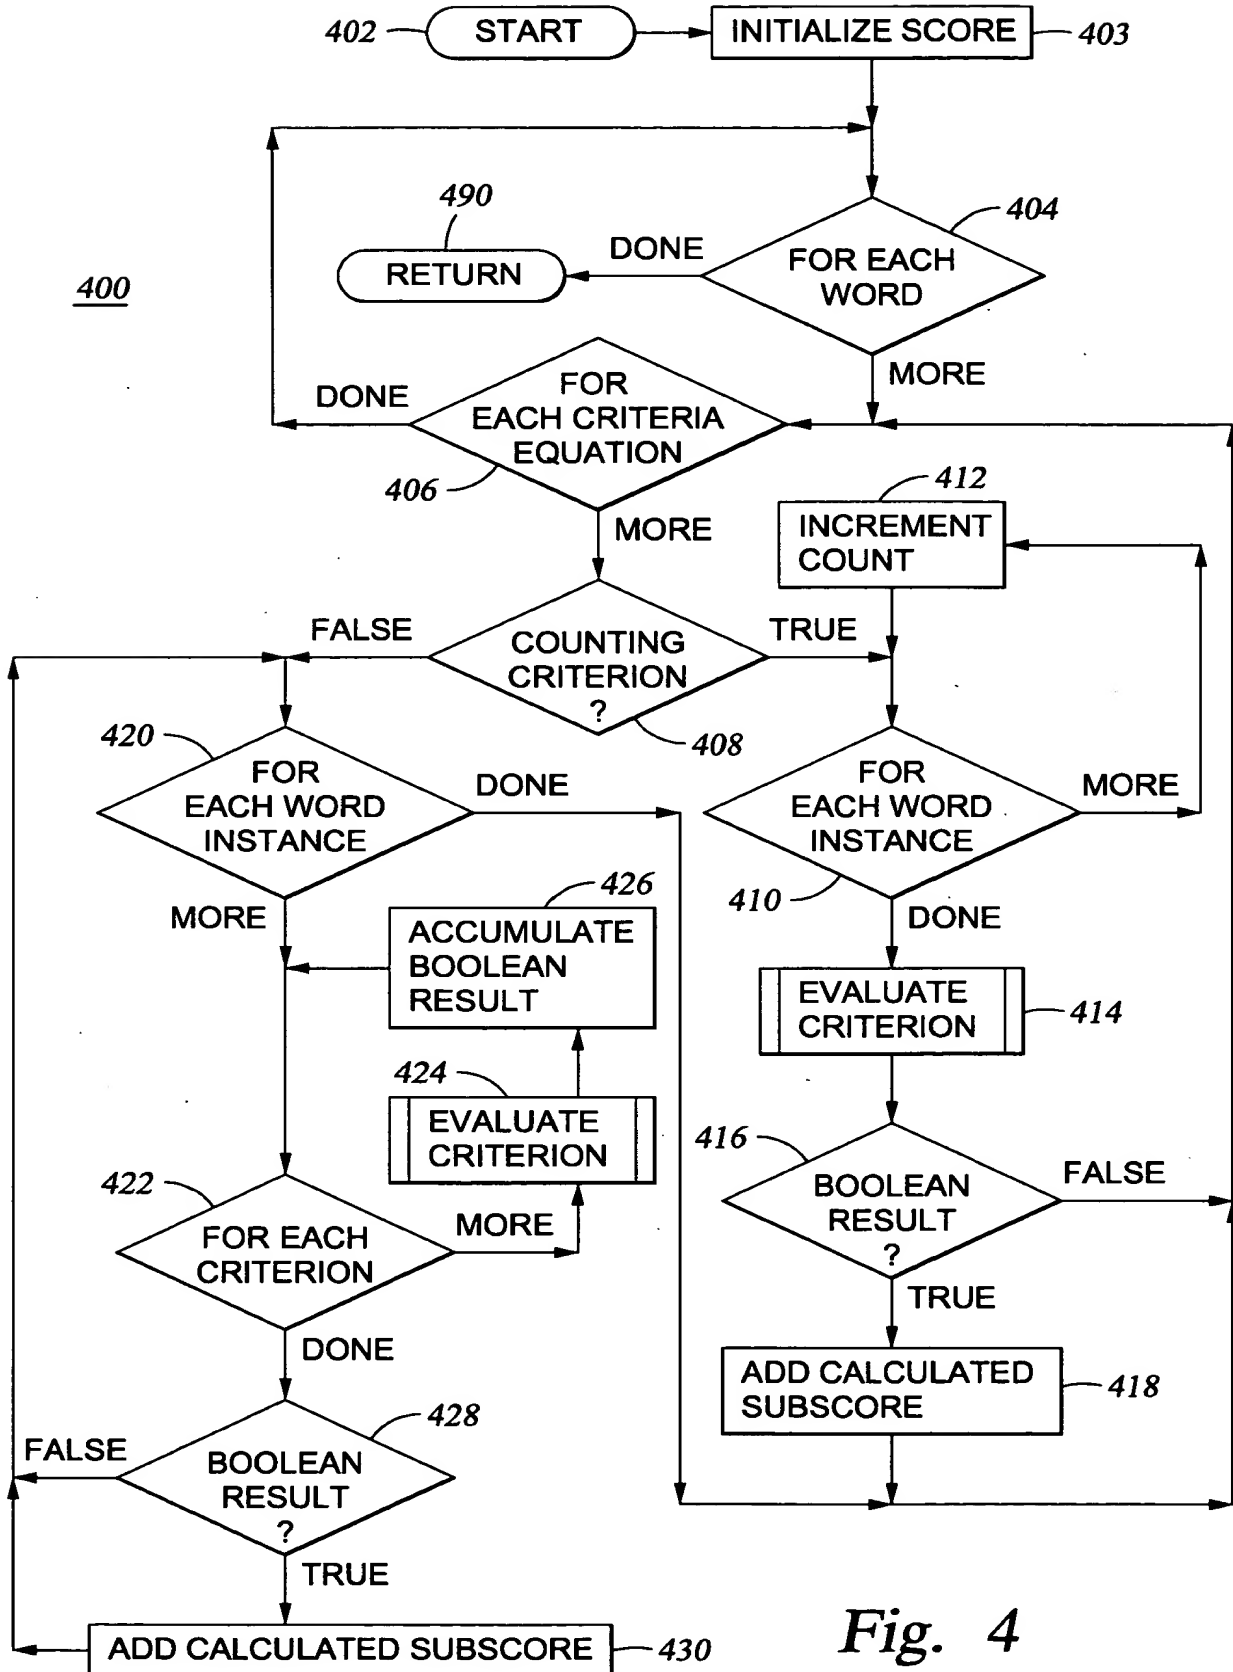 402
START
INITIALIZE SCORE
403
490
404
DONE
FOR EACH
WORD
RETURN
400
MORE
DONE
FOR
EACH CRITERIA
EQUATION
406
412
MORE
INCREMENT
COUNT
FALSE
TRUE
COUNTING
CRITERION
?
408
420
FOR
EACH WORD
INSTANCE
DONE
FOR
EACH WORD
INSTANCE
MORE
410
426
MORE
DONE
ACCUMULATE
BOOLEAN
RESULT
EVALUATE
CRITERION
414
424
EVALUATE
CRITERION
416
FALSE
BOOLEAN
RESULT
?
422
MORE
FOR EACH
CRITERION
TRUE
DONE
ADD CALCULATED
SUBSCORE
418
428
FALSE
BOOLEAN
RESULT
?
TRUE
ADD CALCULATED SUBSCORE
430
Fig. 4